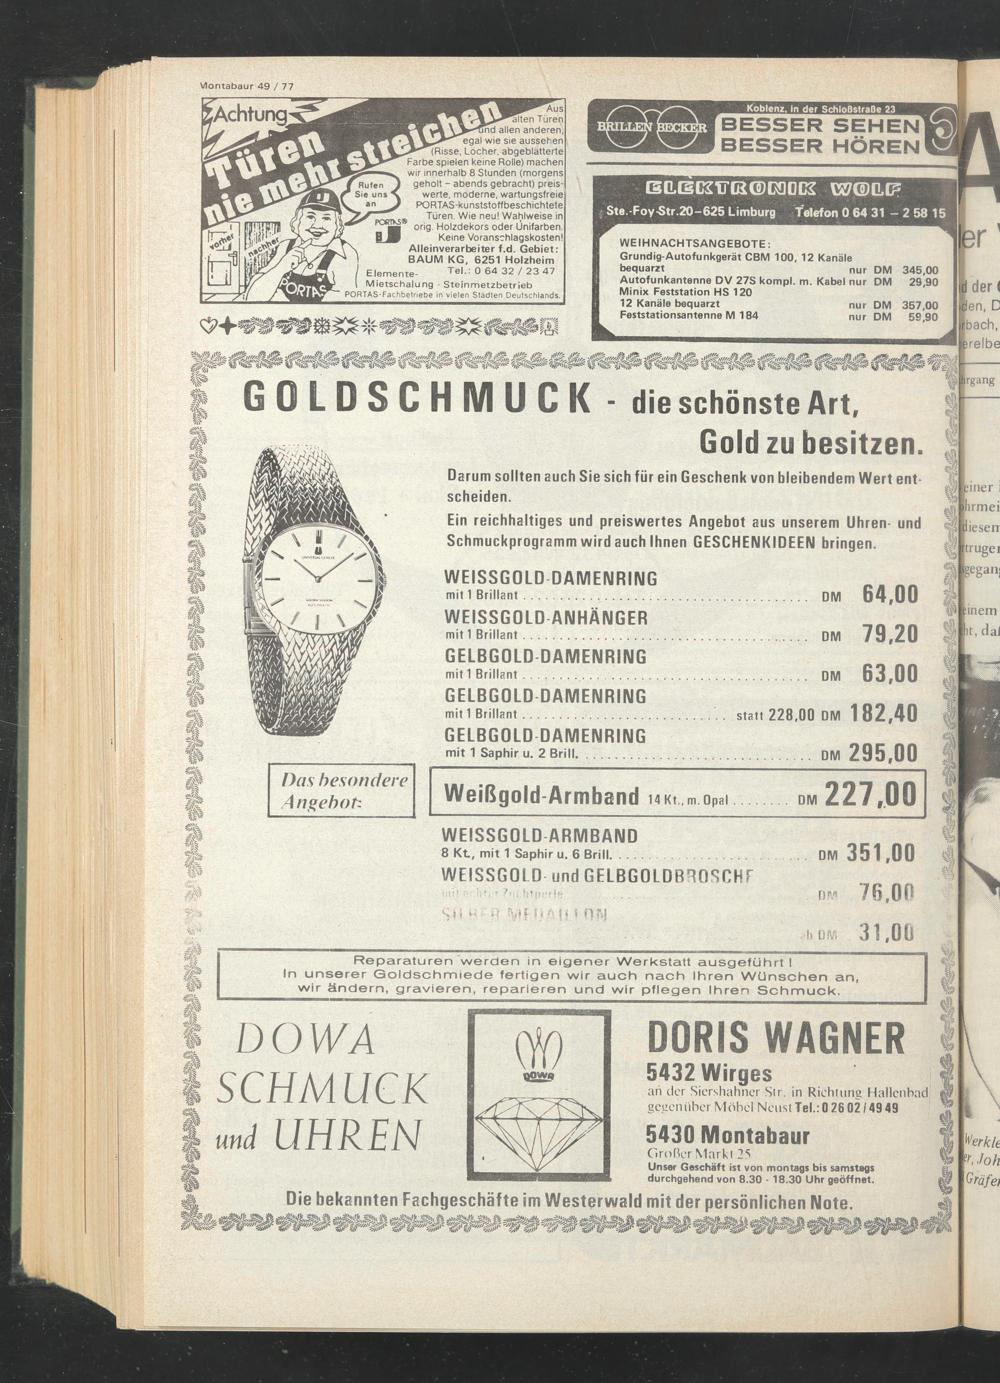 Montabaur 49 / 77
Achtung
Türen
nie mehr streichen
Aus
alten Türen
und allen anderen,
egal wie sie aussehen
(Risse, Löcher, abgeblätterte
Farbe spielen keine Rolle) machen
wir innerhalb 8 Stunden (morgens
geholt – abends gebracht) preis-
werte, moderne, wartungsfreie
PORTAS-kunststoffbeschichtete
Türen. Wie neu! Wahlweise in
orig. Holzdekors oder Unifarben.
Keine Voranschlagskosten!
Alleinverarbeiter f.d. Gebiet:
BAUM KG, 6251 Holzheim
Tel.: 0 64 32 / 23 47
Elemente-
Mietschalung - Steinmetzbetrieb
PORTAS-Fachbetriebe in vielen Städten Deutschlands.
Rufen
Sie uns
an
PORTAS®
vorher
nachher
PORTAS
Koblenz, in der Schloßstraße 23
BRILLEN BECKER
BESSER SEHEN
BESSER HÖREN
ELEKTRONIK WOLF
Ste.-Foy-Str.20–625 Limburg Telefon 0 64 31 – 2 58 15
WEIHNACHTSANGEBOTE:
Grundig-Autofunkgerät CBM 100, 12 Kanäle
bequarzt nur DM 345,00
Autofunkantenne DV 27S kompl. m. Kabel nur DM 29,90
Minix Feststation HS 120
12 Kanäle bequarzt nur DM 357,00
Feststationsantenne M 184 nur DM 59,90
GOLDSCHMUCK - die schönste Art,
Gold zu besitzen.
Darum sollten auch Sie sich für ein Geschenk von bleibendem Wert ent-
scheiden.
Ein reichhaltiges und preiswertes Angebot aus unserem Uhren- und
Schmuckprogramm wird auch Ihnen GESCHENKIDEEN bringen.
UNIVERSAL GENEVE
WEISSGOLD-DAMENRING
mit 1 Brillant DM 64,00
WEISSGOLD-ANHÄNGER
mit 1 Brillant DM 79,20
GELBGOLD-DAMENRING
mit 1 Brillant DM 63,00
GELBGOLD-DAMENRING
mit 1 Brillant statt 228,00 DM 182,40
GELBGOLD-DAMENRING
mit 1 Saphir u. 2 Brill. DM 295,00
Das besondere
Angebot:
Weißgold-Armband 14 Kt., m. Opal DM 227,00
WEISSGOLD-ARMBAND
8 Kt., mit 1 Saphir u. 6 Brill. DM 351,00
WEISSGOLD- und GELBGOLDBROSCHE
mit echter Zuchtperle DM 76,00
SILBER MEDAILLON
ab DM 31,00
Reparaturen werden in eigener Werkstatt ausgeführt!
In unserer Goldschmiede fertigen wir auch nach Ihren Wünschen an,
wir ändern, gravieren, reparieren und wir pflegen Ihren Schmuck.
DOWA
SCHMUCK
und UHREN
DOWA
DORIS WAGNER
5432 Wirges
an der Siershahner Str. in Richtung Hallenbad
gegenüber Möbel Neust Tel.: 0 26 02 / 49 49
5430 Montabaur
Großer Markt 25
Unser Geschäft ist von montags bis samstags
durchgehend von 8.30 - 18.30 Uhr geöffnet.
Die bekannten Fachgeschäfte im Westerwald mit der persönlichen Note.